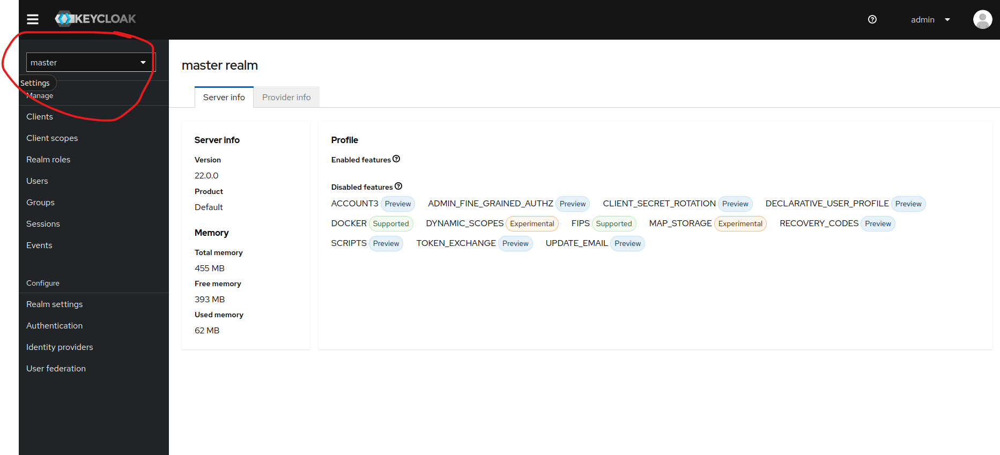 KEYCLOAK
admin
master
Settings
Manage
Clients
Client scopes
Realm roles
Users
Groups
Sessions
Events
Configure
Realm settings
Authentication
Identity providers
User federation
master realm
Server info Provider info
Server info
Version
22.0.0
Product
Default
Memory
Total memory
455 MB
Free memory
393 MB
Used memory
62 MB
Profile
Enabled features
Disabled features
ACCOUNT3 Preview ADMIN_FINE_GRAINED_AUTHZ Preview CLIENT_SECRET_ROTATION Preview DECLARATIVE_USER_PROFILE Preview
DOCKER Supported DYNAMIC_SCOPES Experimental FIPS Supported MAP_STORAGE Experimental RECOVERY_CODES Preview
SCRIPTS Preview TOKEN_EXCHANGE Preview UPDATE_EMAIL Preview